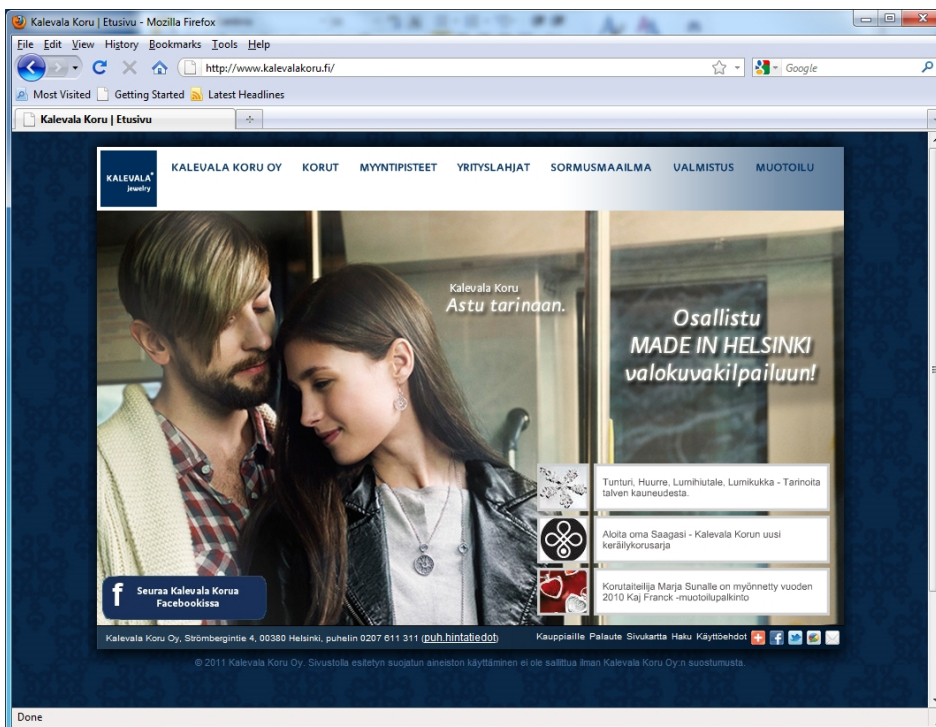 Kalevala Koru | Etusivu - Mozilla Firefox
File Edit View History Bookmarks Tools Help
http://www.kalevalakoru.fi/
Google
Most Visited Getting Started Latest Headlines
Kalevala Koru | Etusivu
KALEVALA
jewelry
KALEVALA KORU OY KORUT MYYNTIPISTEET YRITYSLAHJAT SORMUSMAAILMA VALMISTUS MUOTOILU
Kalevala Koru
Astu tarinaan.
Osallistu
MADE IN HELSINKI
valokuvakilpailuun!
Tunturi, Huurre, Lumihiutale, Lumikukka - Tarinoita
talven kauneudesta.
Aloita oma Saagasi - Kalevala Korun uusi
keräilykorusarja
Korutaiteilija Marja Sunalle on myönnetty vuoden
2010 Kaj Franck -muotoilupalkinto
f Seuraa Kalevala Korua
Facebookissa
Kalevala Koru Oy, Strömbergintie 4, 00380 Helsinki, puhelin 0207 611 311 (puh.hintatiedot)
Kauppiaille Palaute Sivukartta Haku Käyttöehdot
© 2011 Kalevala Koru Oy. Sivustolla esitetyn suojatun aineiston käyttäminen ei ole sallittua ilman Kalevala Koru Oy:n suostumusta.
Done